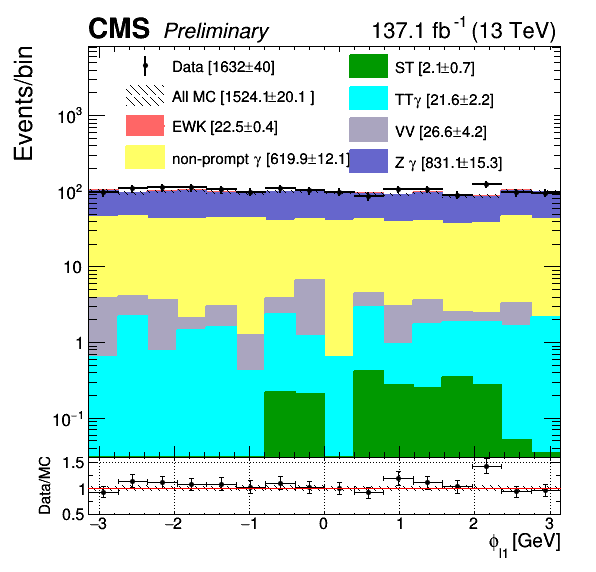 CMS Preliminary 137.1 fb⁻¹ (13 TeV)
Events/bin
Data [1632±40]
All MC [1524.1±20.1 ]
EWK [22.5±0.4]
non-prompt γ [619.9±12.1]
ST [2.1±0.7]
TTγ [21.6±2.2]
VV [26.6±4.2]
Z γ [831.1±15.3]
10³
10²
10
1
10⁻¹
Data/MC
1.5
1
0.5
−3 −2 −1 0 1 2 3
ϕ_l1 [GeV]